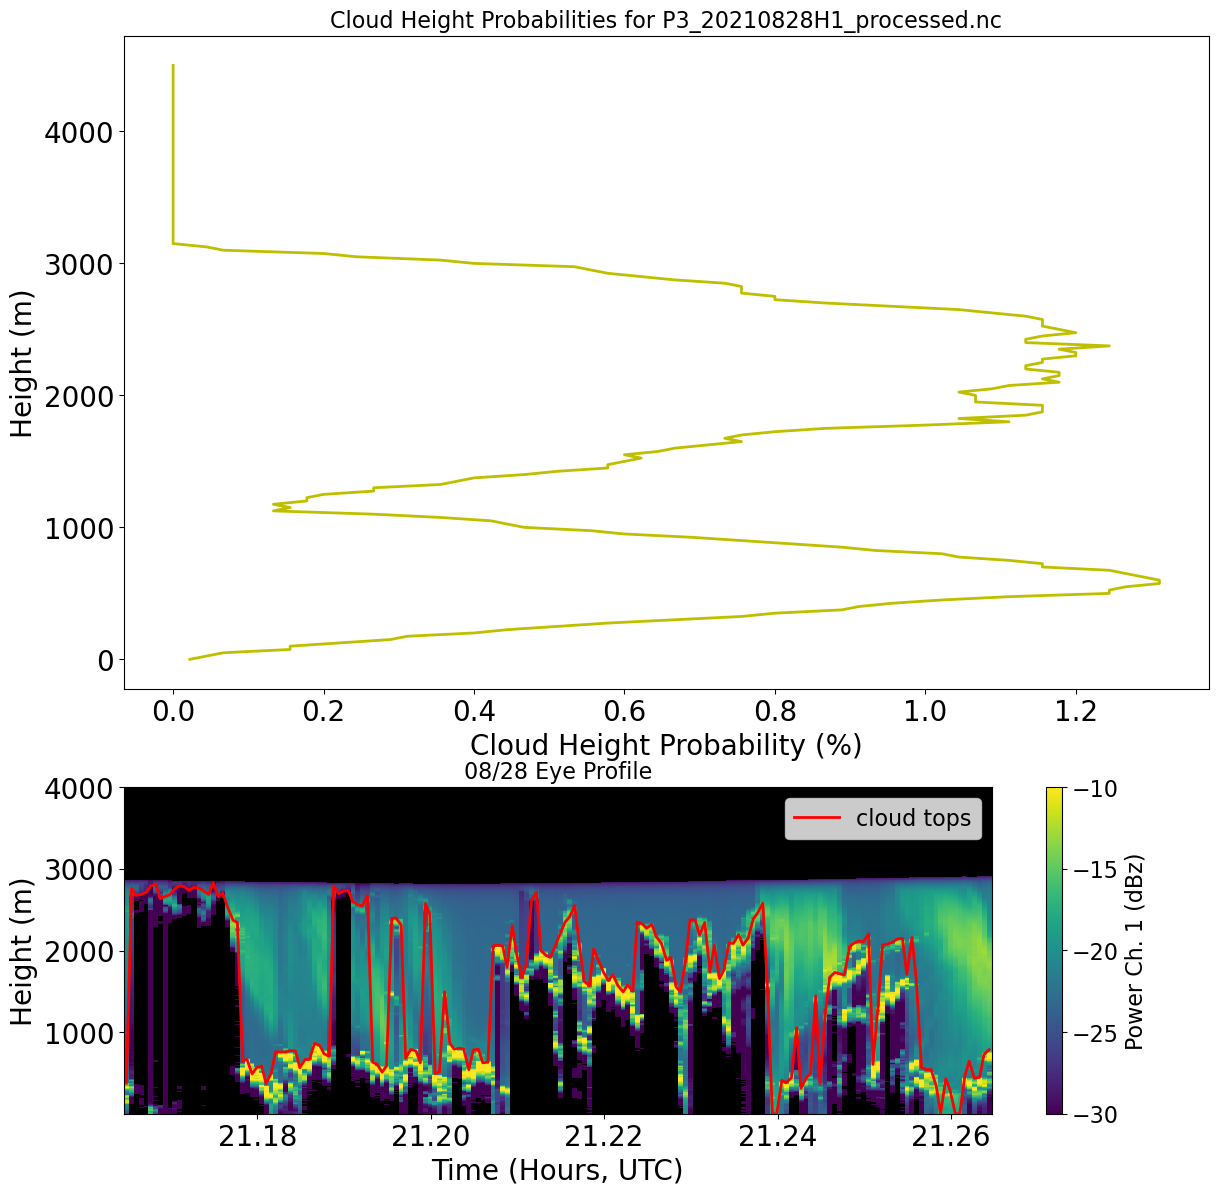 Cloud Height Probabilities for P3_20210828H1_processed.nc
Height (m)
4000
3000
2000
1000
0
0.0 0.2 0.4 0.6 0.8 1.0 1.2
Cloud Height Probability (%)
08/28 Eye Profile
Height (m)
4000
3000
2000
1000
cloud tops
21.18 21.20 21.22 21.24 21.26
Time (Hours, UTC)
−10
−15
−20
−25
−30
Power Ch. 1 (dBz)